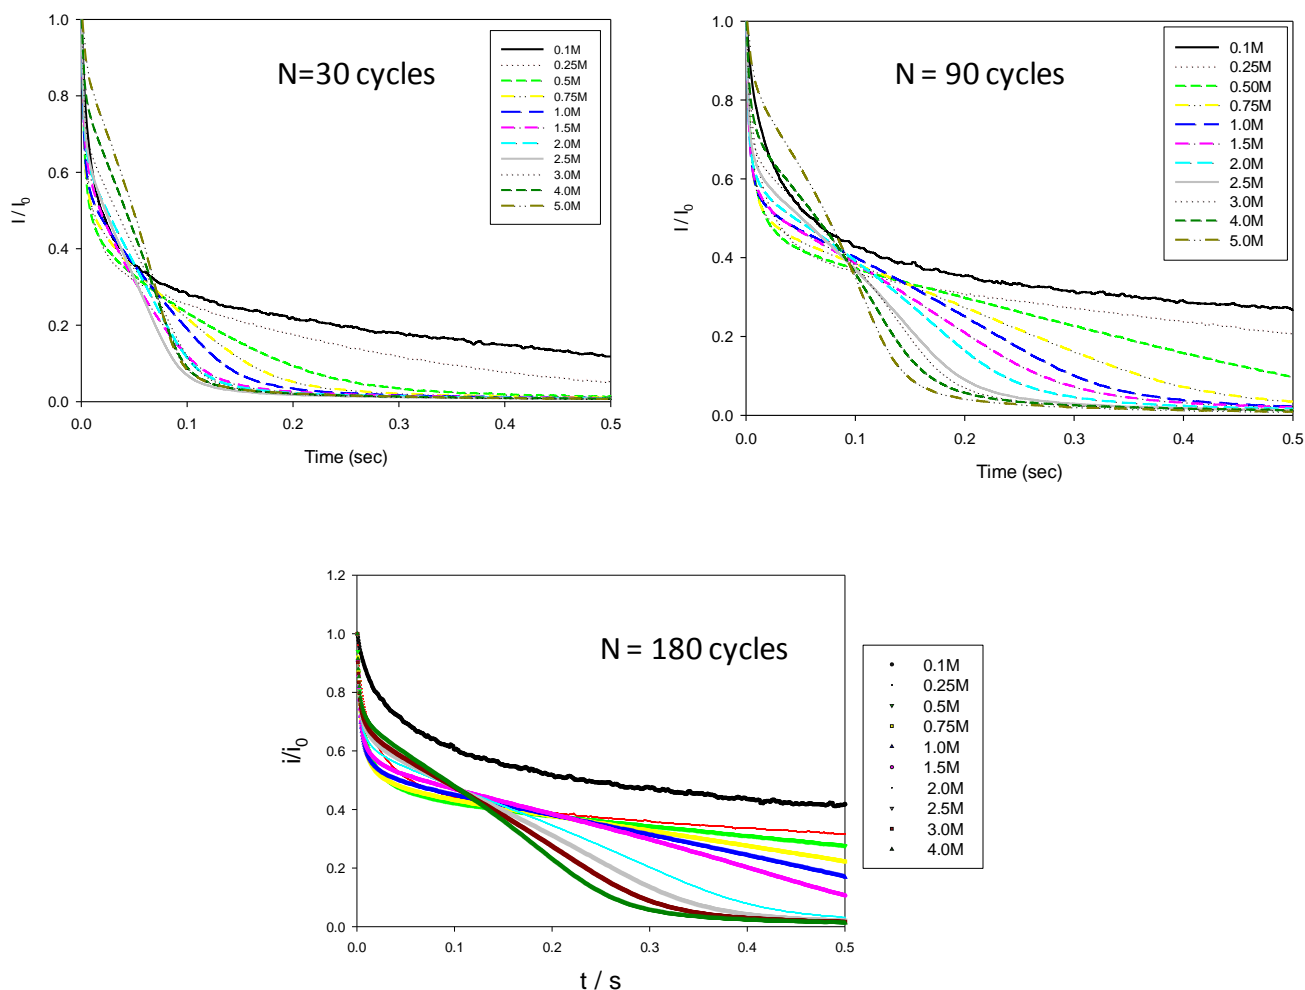 N=30 cycles
I / I0
1.0
0.8
0.6
0.4
0.2
0.0
0.0 0.1 0.2 0.3 0.4 0.5
Time (sec)
0.1M
0.25M
0.5M
0.75M
1.0M
1.5M
2.0M
2.5M
3.0M
4.0M
5.0M
N = 90 cycles
I / I0
1.0
0.8
0.6
0.4
0.2
0.0
0.0 0.1 0.2 0.3 0.4 0.5
Time (sec)
0.1M
0.25M
0.50M
0.75M
1.0M
1.5M
2.0M
2.5M
3.0M
4.0M
5.0M
N = 180 cycles
i/i0
1.2
1.0
0.8
0.6
0.4
0.2
0.0
0.0 0.1 0.2 0.3 0.4 0.5
t / s
0.1M
0.25M
0.5M
0.75M
1.0M
1.5M
2.0M
2.5M
3.0M
4.0M